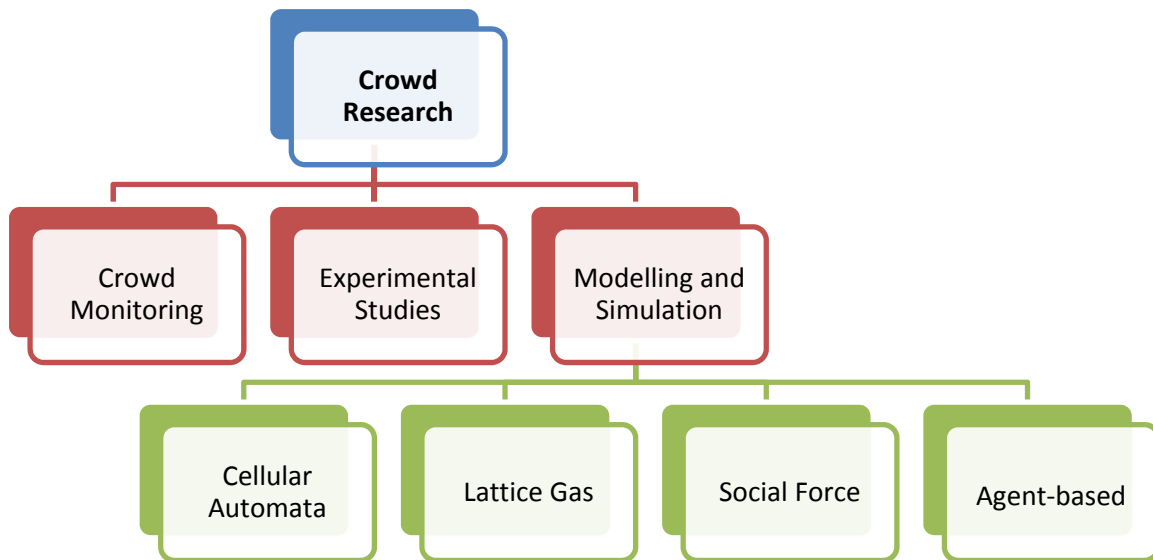 Crowd
Research
Crowd
Monitoring
Experimental
Studies
Modelling and
Simulation
Cellular
Automata
Lattice Gas
Social Force
Agent-based